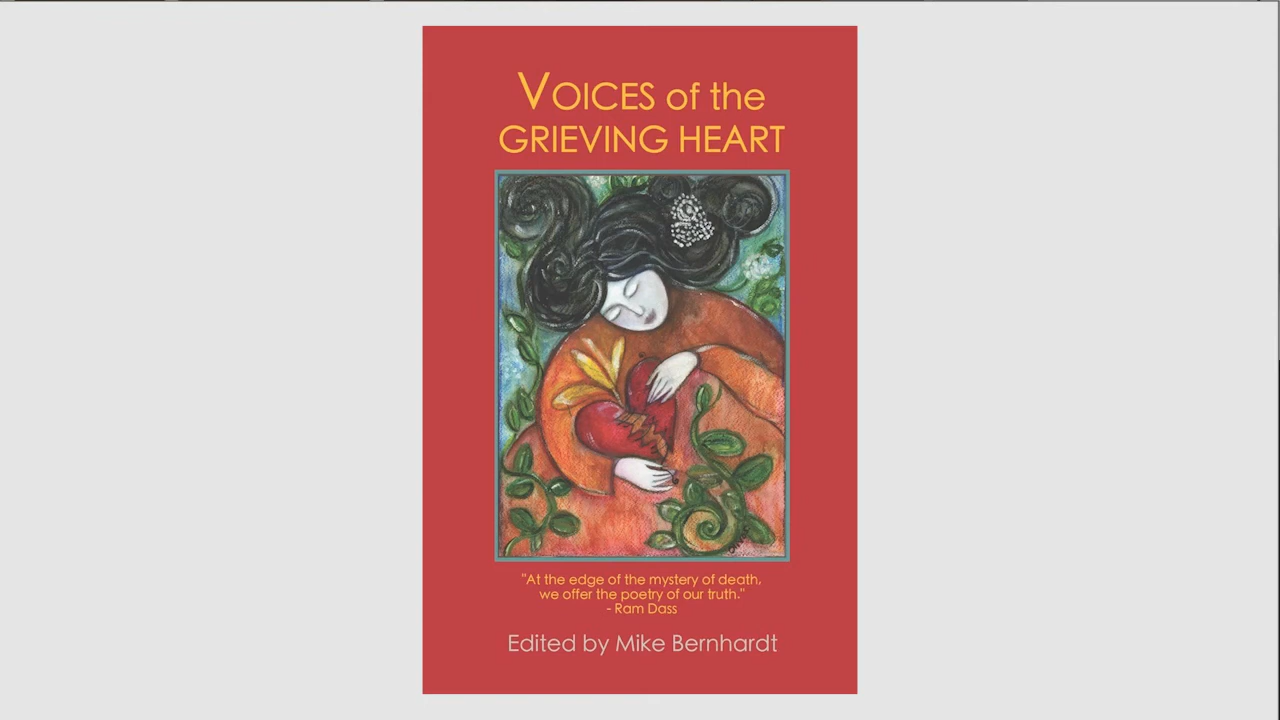 VOICES of the
GRIEVING HEART
"At the edge of the mystery of death,
we offer the poetry of our truth."
- Ram Dass
Edited by Mike Bernhardt